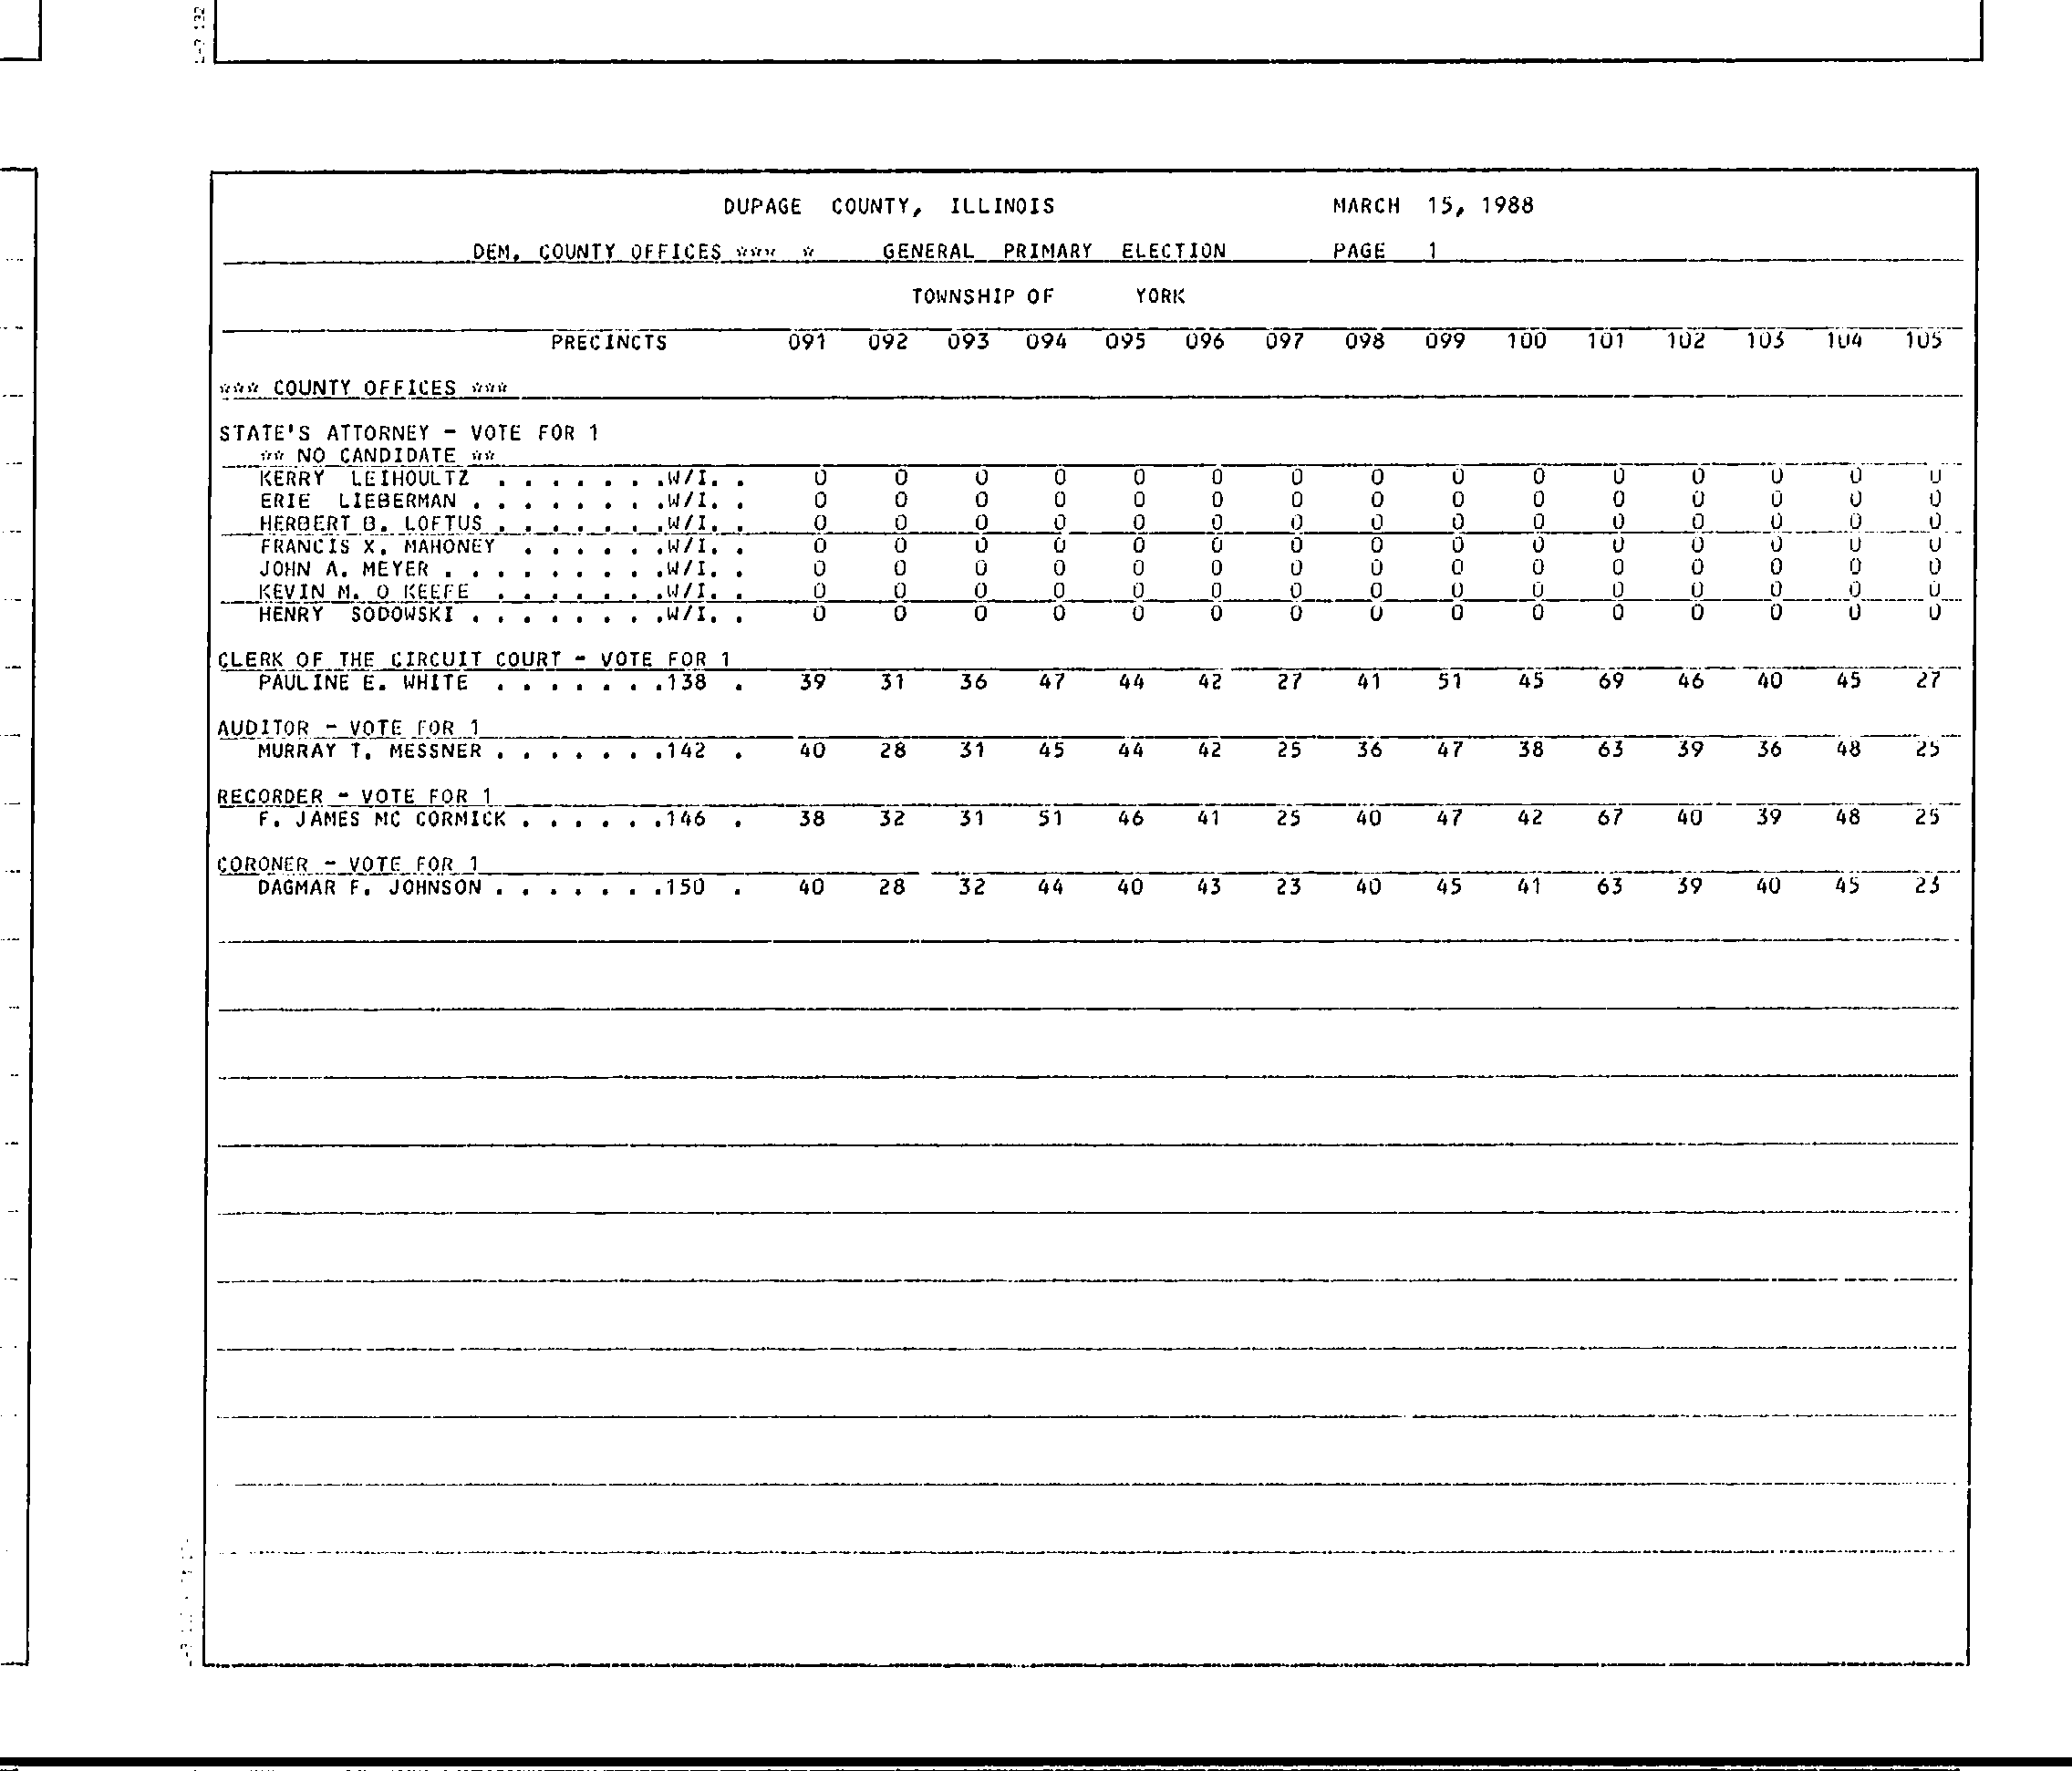 DUPAGE COUNTY, ILLINOIS MARCH 15, 1988
DEM. COUNTY OFFICES *** * GENERAL PRIMARY ELECTION PAGE 1
TOWNSHIP OF YORK
PRECINCTS 091 092 093 094 095 096 097 098 099 100 101 102 103 104 105
*** COUNTY OFFICES ***
STATE'S ATTORNEY - VOTE FOR 1
** NO CANDIDATE **
KERRY LEIHOULTZ . . . . . . .W/I. . 0 0 0 0 0 0 0 0 0 0 0 0 0 0 0
ERIE LIEBERMAN . . . . . . . .W/I. . 0 0 0 0 0 0 0 0 0 0 0 0 0 0 0
HERBERT B. LOFTUS . . . . . . .W/I. . 0 0 0 0 0 0 0 0 0 0 0 0 0 0 0
FRANCIS X. MAHONEY . . . . . .W/I. . 0 0 0 0 0 0 0 0 0 0 0 0 0 0 0
JOHN A. MEYER . . . . . . . . .W/I. . 0 0 0 0 0 0 0 0 0 0 0 0 0 0 0
KEVIN M. O KEEFE . . . . . . .W/I. . 0 0 0 0 0 0 0 0 0 0 0 0 0 0 0
HENRY SODOWSKI . . . . . . . .W/I. . 0 0 0 0 0 0 0 0 0 0 0 0 0 0 0
CLERK OF THE CIRCUIT COURT - VOTE FOR 1
PAULINE E. WHITE . . . . . . .138 . 39 31 36 47 44 42 27 41 51 45 69 46 40 45 27
AUDITOR - VOTE FOR 1
MURRAY T. MESSNER . . . . . . .142 . 40 28 31 45 44 42 25 36 47 38 63 39 36 48 25
RECORDER - VOTE FOR 1
F. JAMES MC CORMICK . . . . . .146 . 38 32 31 51 46 41 25 40 47 42 67 40 39 48 25
CORONER - VOTE FOR 1
DAGMAR F. JOHNSON . . . . . . .150 . 40 28 32 44 40 43 23 40 45 41 63 39 40 45 23